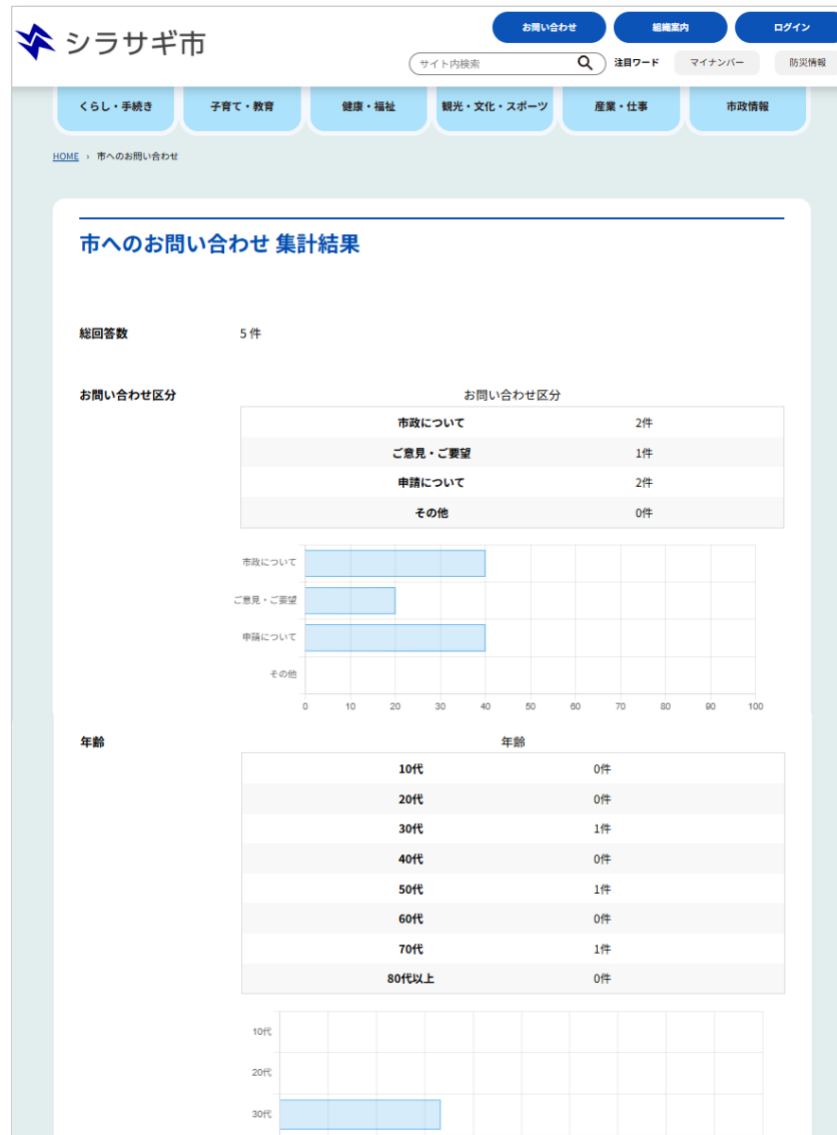 シラサギ市
お問い合わせ 組織案内 ログイン
サイト内検索 注目ワード マイナンバー 防災情報
くらし・手続き 子育て・教育 健康・福祉 観光・文化・スポーツ 産業・仕事 市政情報
HOME › 市へのお問い合わせ
市へのお問い合わせ 集計結果
総回答数 5 件
お問い合わせ区分 お問い合わせ区分
市政について 2件
ご意見・ご要望 1件
申請について 2件
その他 0件
市政について
ご意見・ご要望
申請について
その他
0 10 20 30 40 50 60 70 80 90 100
年齢 年齢
10代 0件
20代 0件
30代 1件
40代 0件
50代 1件
60代 0件
70代 1件
80代以上 0件
10代
20代
30代